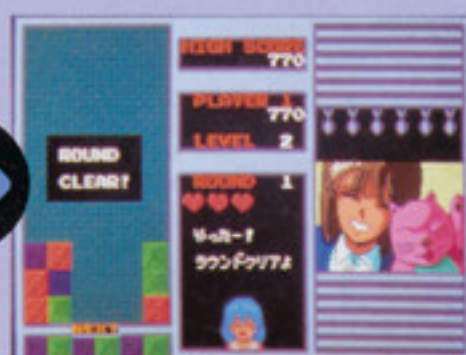 HIGH SCORE
770
PLAYER 1
770
LEVEL 2
ROUND 1
ROUND
CLEAR!
やったー!
ラウンドクリアよ